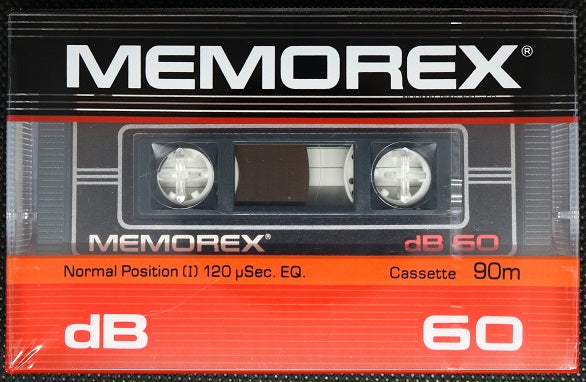 MEMOREX®
MEMOREX® dB 60
Normal Position (I) 120 µSec. EQ. Cassette 90m
dB 60